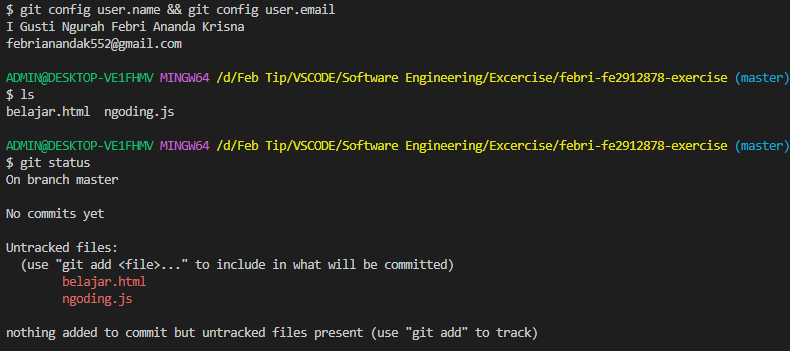 $ git config user.name && git config user.email
I Gusti Ngurah Febri Ananda Krisna
febrianandak552@gmail.com
ADMIN@DESKTOP-VE1FHMV MINGW64 /d/Feb Tip/VSCODE/Software Engineering/Excercise/febri-fe2912878-exercise (master)
$ ls
belajar.html  ngoding.js
ADMIN@DESKTOP-VE1FHMV MINGW64 /d/Feb Tip/VSCODE/Software Engineering/Excercise/febri-fe2912878-exercise (master)
$ git status
On branch master
No commits yet
Untracked files:
  (use "git add <file>..." to include in what will be committed)
        belajar.html
        ngoding.js
nothing added to commit but untracked files present (use "git add" to track)